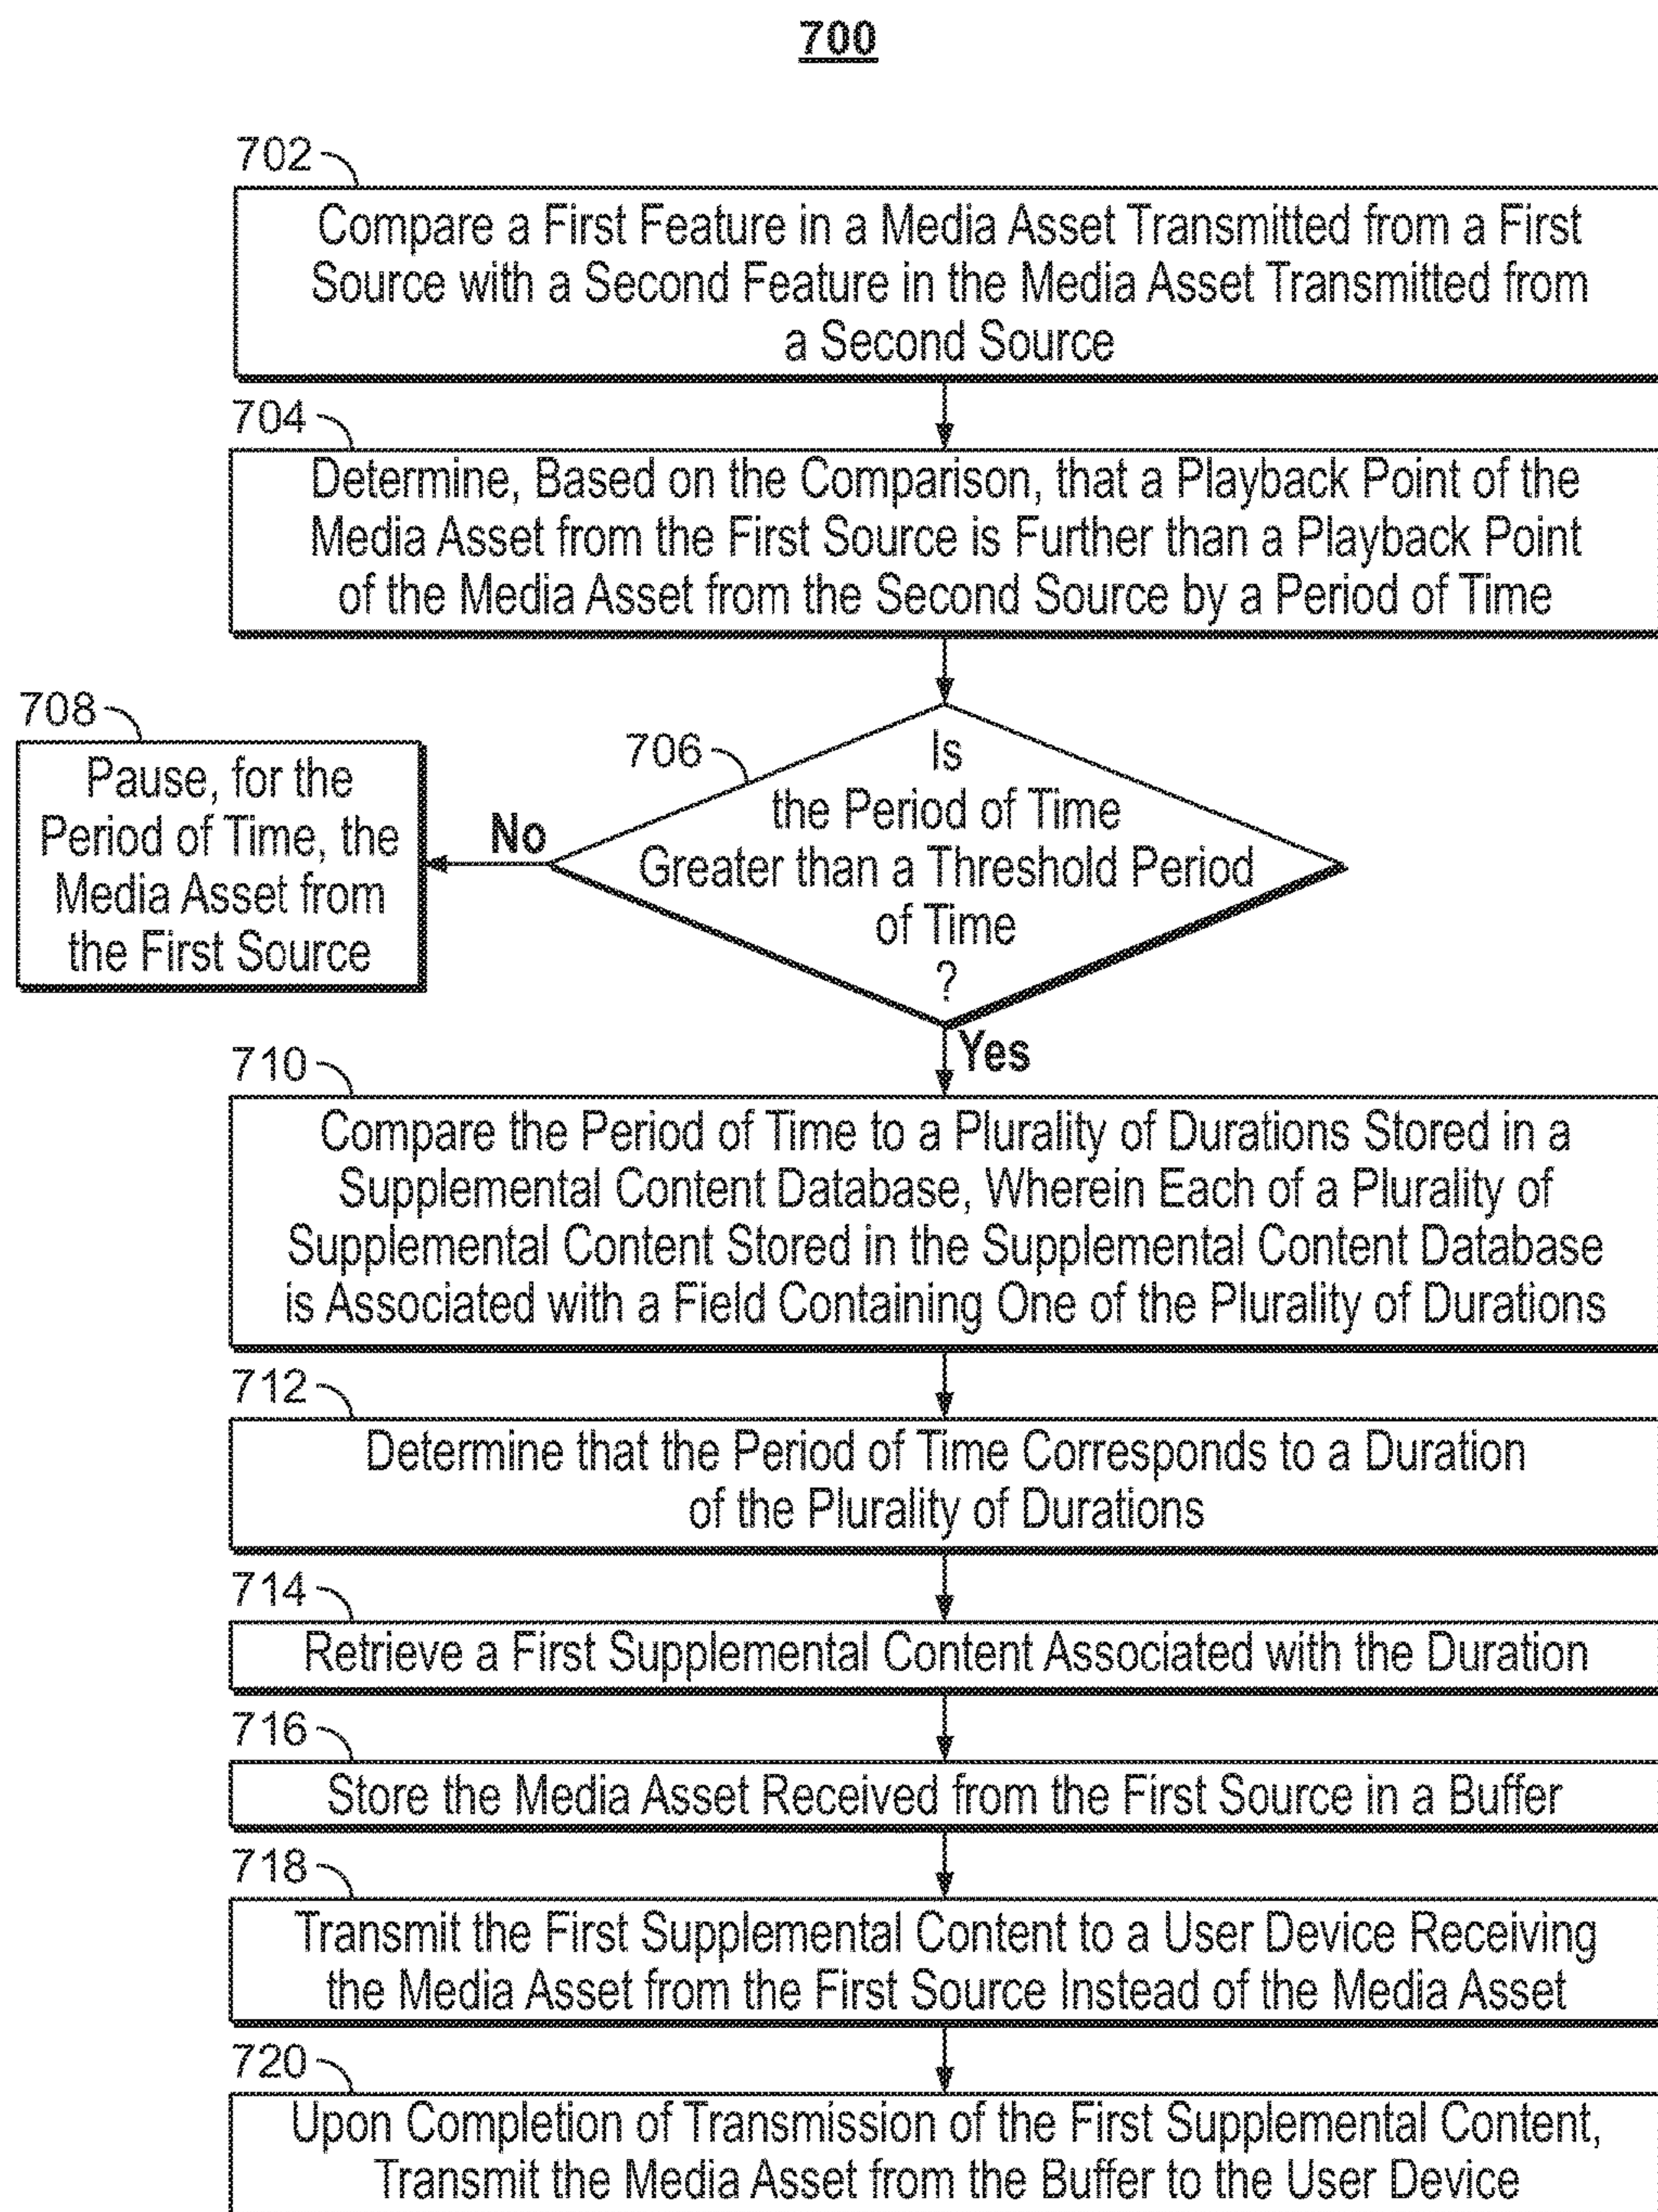 700
702
Compare a First Feature in a Media Asset Transmitted from a First
Source with a Second Feature in the Media Asset Transmitted from
a Second Source
704
Determine, Based on the Comparison, that a Playback Point of the
Media Asset from the First Source is Further than a Playback Point
of the Media Asset from the Second Source by a Period of Time
706
Is
the Period of Time
Greater than a Threshold Period
of Time
?
No
708
Pause, for the
Period of Time, the
Media Asset from
the First Source
Yes
710
Compare the Period of Time to a Plurality of Durations Stored in a
Supplemental Content Database, Wherein Each of a Plurality of
Supplemental Content Stored in the Supplemental Content Database
is Associated with a Field Containing One of the Plurality of Durations
712
Determine that the Period of Time Corresponds to a Duration
of the Plurality of Durations
714
Retrieve a First Supplemental Content Associated with the Duration
716
Store the Media Asset Received from the First Source in a Buffer
718
Transmit the First Supplemental Content to a User Device Receiving
the Media Asset from the First Source Instead of the Media Asset
720
Upon Completion of Transmission of the First Supplemental Content,
Transmit the Media Asset from the Buffer to the User Device